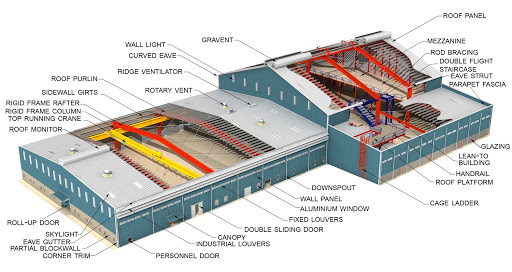 ROOF PANEL
GRAVENT
MEZZANINE
WALL LIGHT
ROD BRACING
CURVED EAVE
DOUBLE FLIGHT
STAIRCASE
RIDGE VENTILATOR
EAVE STRUT
ROOF PURLIN
PARAPET FASCIA
SIDEWALL GIRTS
ROTARY VENT
RIGID FRAME RAFTER
RIGID FRAME COLUMN
TOP RUNNING CRANE
ROOF MONITOR
GLAZING
LEAN-TO
BUILDING
HANDRAIL
ROOF PLATFORM
DOWNSPOUT
WALL PANEL
CAGE LADDER
ALUMINUM WINDOW
FIXED LOUVERS
ROLL-UP DOOR
DOUBLE SLIDING DOOR
SKYLIGHT
CANOPY
EAVE GUTTER
INDUSTRIAL LOUVERS
PARTIAL BLOCKWALL
CORNER TRIM
PERSONNEL DOOR